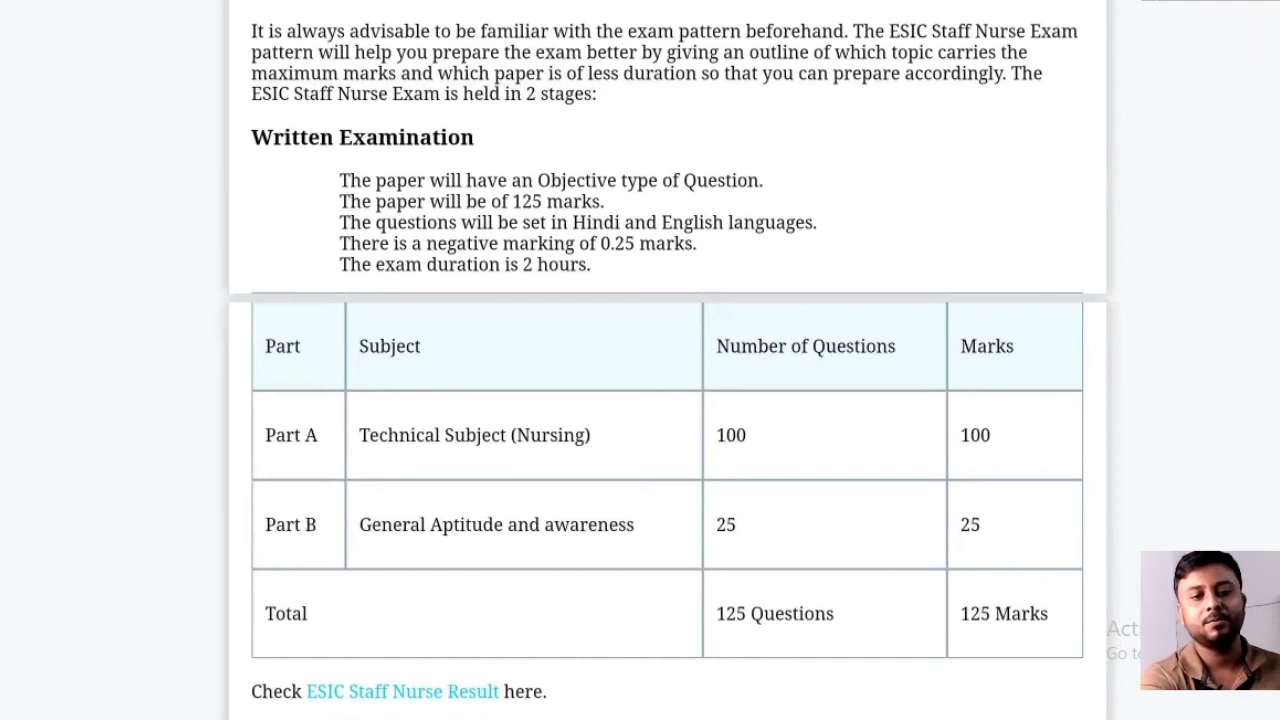 It is always advisable to be familiar with the exam pattern beforehand. The ESIC Staff Nurse Exam
pattern will help you prepare the exam better by giving an outline of which topic carries the
maximum marks and which paper is of less duration so that you can prepare accordingly. The
ESIC Staff Nurse Exam is held in 2 stages:
Written Examination
The paper will have an Objective type of Question.
The paper will be of 125 marks.
The questions will be set in Hindi and English languages.
There is a negative marking of 0.25 marks.
The exam duration is 2 hours.
Part Subject Number of Questions Marks
Part A Technical Subject (Nursing) 100 100
Part B General Aptitude and awareness 25 25
Total 125 Questions 125 Marks
Check ESIC Staff Nurse Result here.
Go